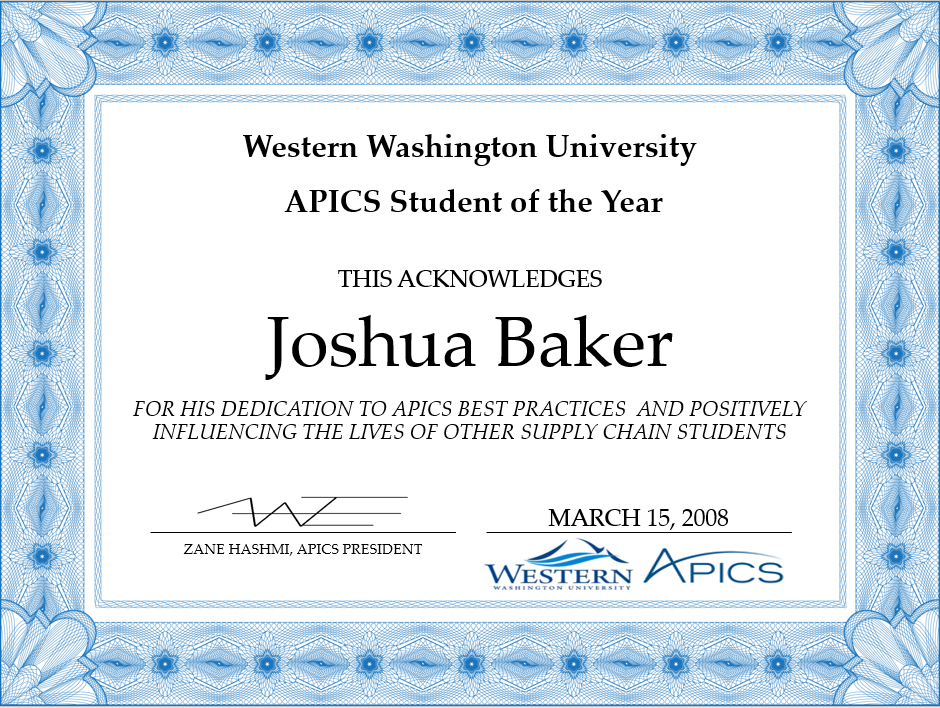 Western Washington University
APICS Student of the Year
THIS ACKNOWLEDGES
Joshua Baker
FOR HIS DEDICATION TO APICS BEST PRACTICES  AND POSITIVELY
INFLUENCING THE LIVES OF OTHER SUPPLY CHAIN STUDENTS
MARCH 15, 2008
ZANE HASHMI, APICS PRESIDENT
WESTERN
WASHINGTON UNIVERSITY
APICS